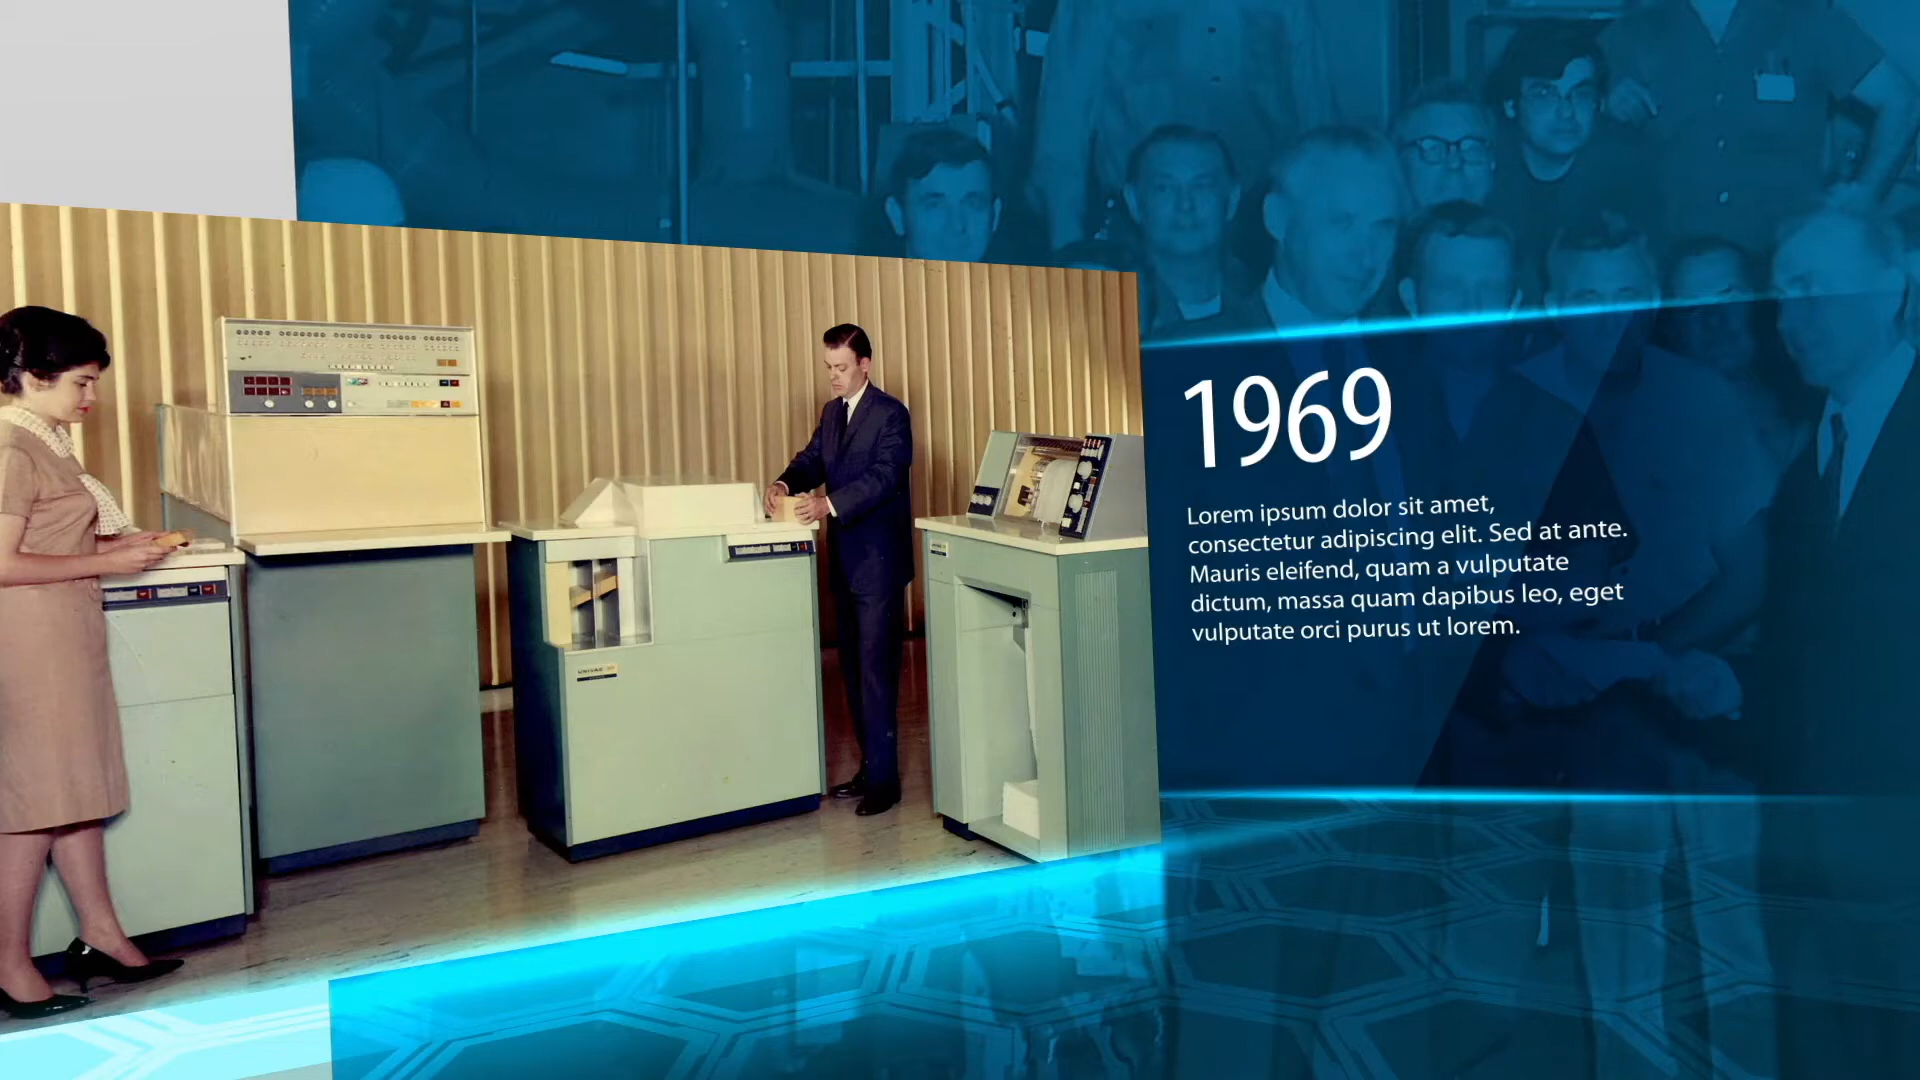 1969
Lorem ipsum dolor sit amet,
consectetur adipiscing elit. Sed at ante.
Mauris eleifend, quam a vulputate
dictum, massa quam dapibus leo, eget
vulputate orci purus ut lorem.
UNIVAC